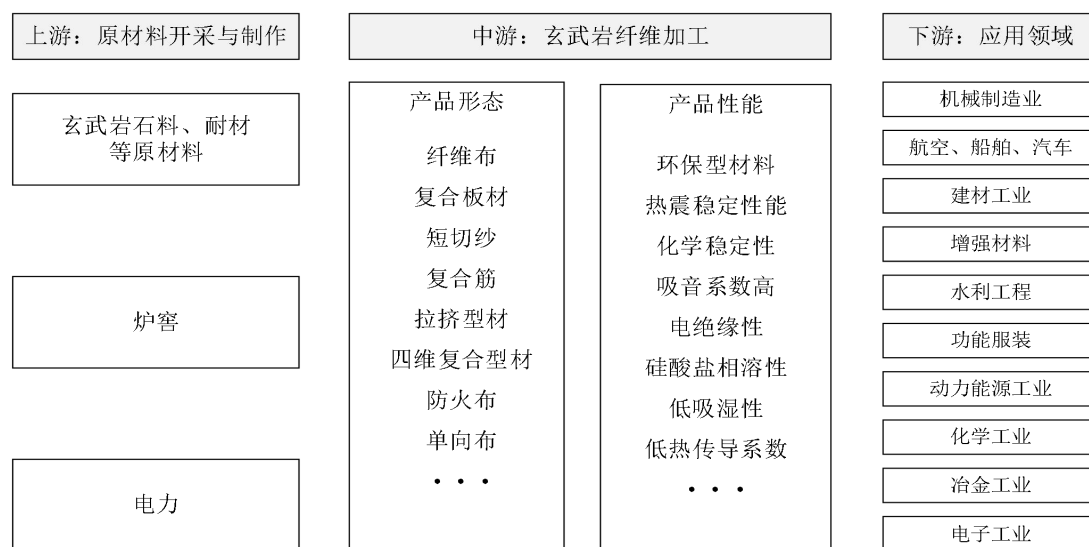 上游：原材料开采与制作
中游：玄武岩纤维加工
下游：应用领域
玄武岩石料、耐材
等原材料
炉窖
电力
产品形态
纤维布
复合板材
短切纱
复合筋
拉挤型材
四维复合型材
防火布
单向布
• • •
产品性能
环保型材料
热震稳定性能
化学稳定性
吸音系数高
电绝缘性
硅酸盐相溶性
低吸湿性
低热传导系数
• • •
机械制造业
航空、船舶、汽车
建材工业
增强材料
水利工程
功能服装
动力能源工业
化学工业
冶金工业
电子工业